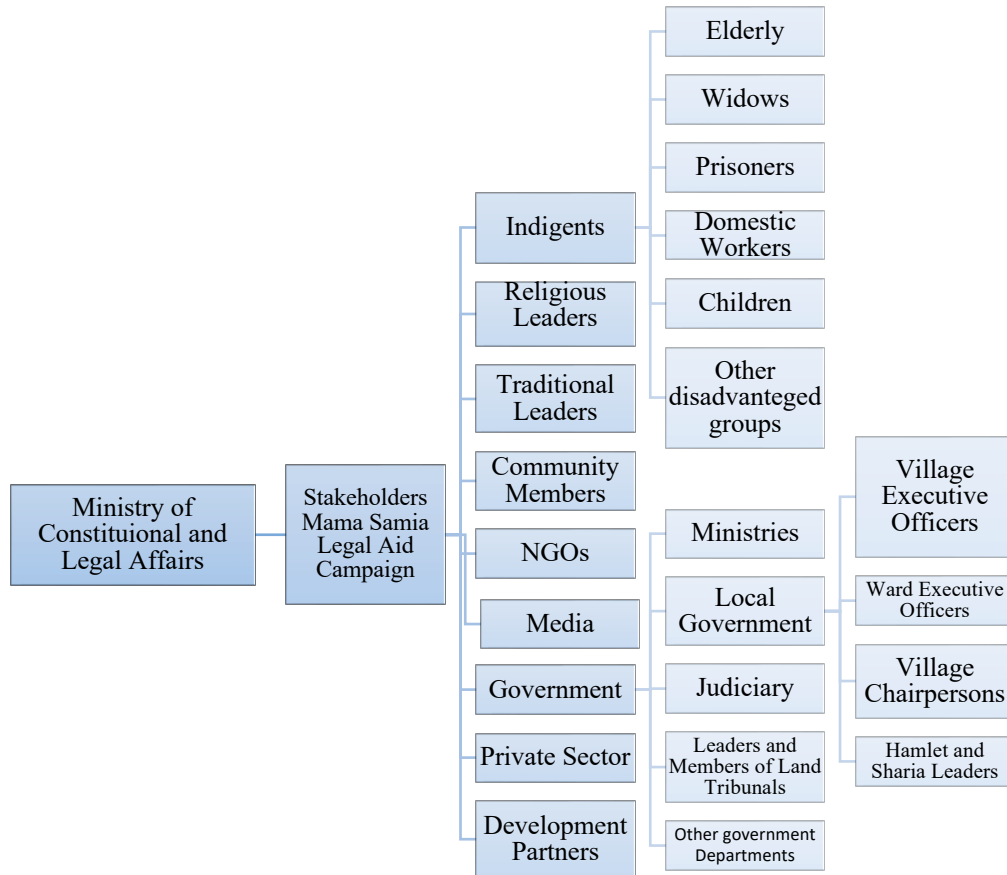 Ministry of
Constituional and
Legal Affairs
Stakeholders
Mama Samia
Legal Aid
Campaign
Indigents
Elderly
Widows
Prisoners
Domestic
Workers
Children
Other
disadvanteged
groups
Religious
Leaders
Traditional
Leaders
Community
Members
NGOs
Media
Government
Ministries
Local
Government
Village
Executive
Officers
Ward Executive
Officers
Village
Chairpersons
Hamlet and
Sharia Leaders
Judiciary
Leaders and
Members of Land
Tribunals
Other government
Departments
Private Sector
Development
Partners